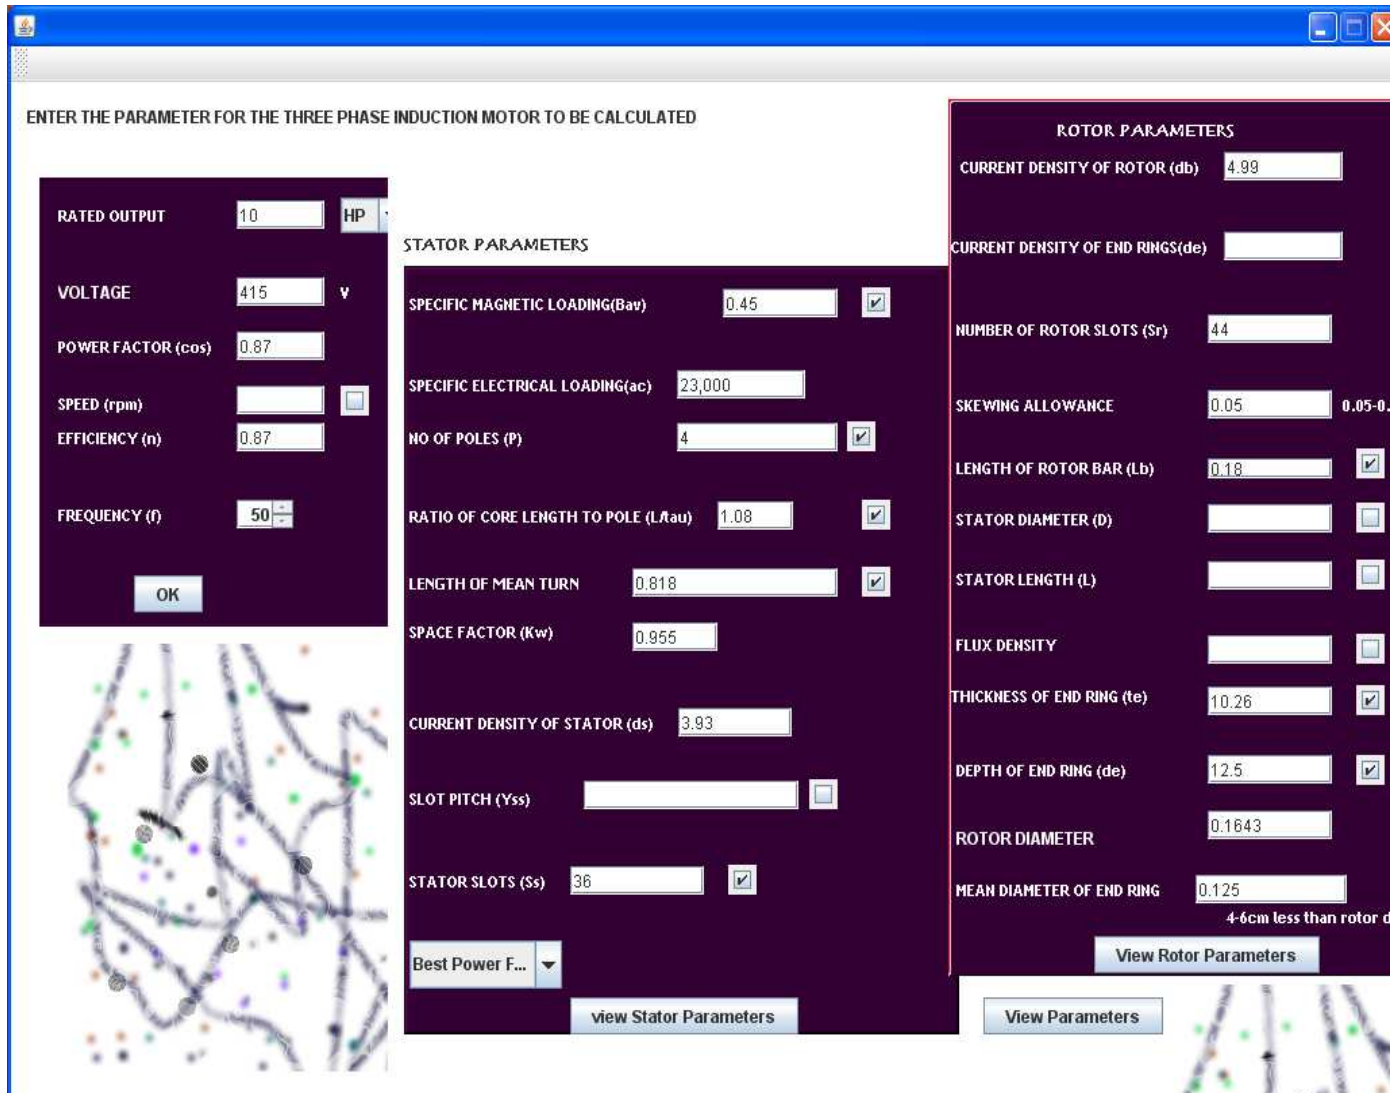 ENTER THE PARAMETER FOR THE THREE PHASE INDUCTION MOTOR TO BE CALCULATED
RATED OUTPUT 10 HP
VOLTAGE 415 V
POWER FACTOR (cos) 0.87
SPEED (rpm)
EFFICIENCY (n) 0.87
FREQUENCY (f) 50
OK
STATOR PARAMETERS
SPECIFIC MAGNETIC LOADING(Bav) 0.45
SPECIFIC ELECTRICAL LOADING(ac) 23,000
NO OF POLES (P) 4
RATIO OF CORE LENGTH TO POLE (L/tau) 1.08
LENGTH OF MEAN TURN 0.818
SPACE FACTOR (Kw) 0.955
CURRENT DENSITY OF STATOR (ds) 3.93
SLOT PITCH (Yss)
STATOR SLOTS (Ss) 36
Best Power F...
view Stator Parameters
ROTOR PARAMETERS
CURRENT DENSITY OF ROTOR (db) 4.99
CURRENT DENSITY OF END RINGS(de)
NUMBER OF ROTOR SLOTS (Sr) 44
SKEWING ALLOWANCE 0.05 0.05-0.
LENGTH OF ROTOR BAR (Lb) 0.18
STATOR DIAMETER (D)
STATOR LENGTH (L)
FLUX DENSITY
THICKNESS OF END RING (te) 10.26
DEPTH OF END RING (de) 12.5
ROTOR DIAMETER 0.1643
MEAN DIAMETER OF END RING 0.125
4-6cm less than rotor d
View Rotor Parameters
View Parameters